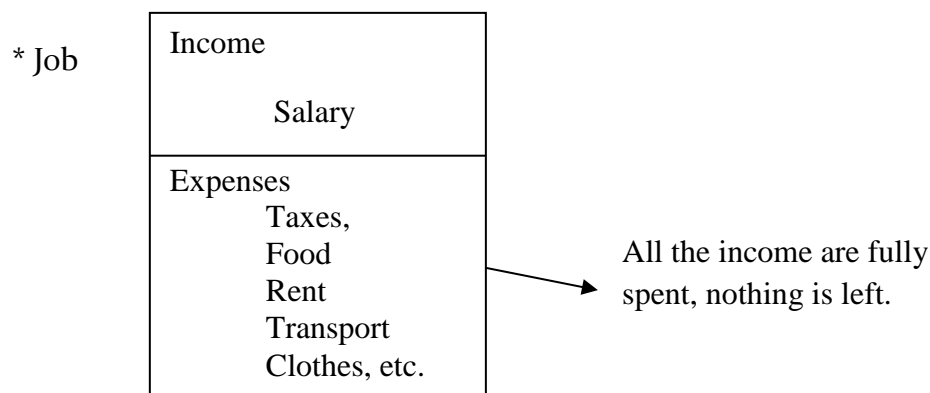 * Job
Income
Salary
Expenses
Taxes,
Food
Rent
Transport
Clothes, etc.
All the income are fully
spent, nothing is left.